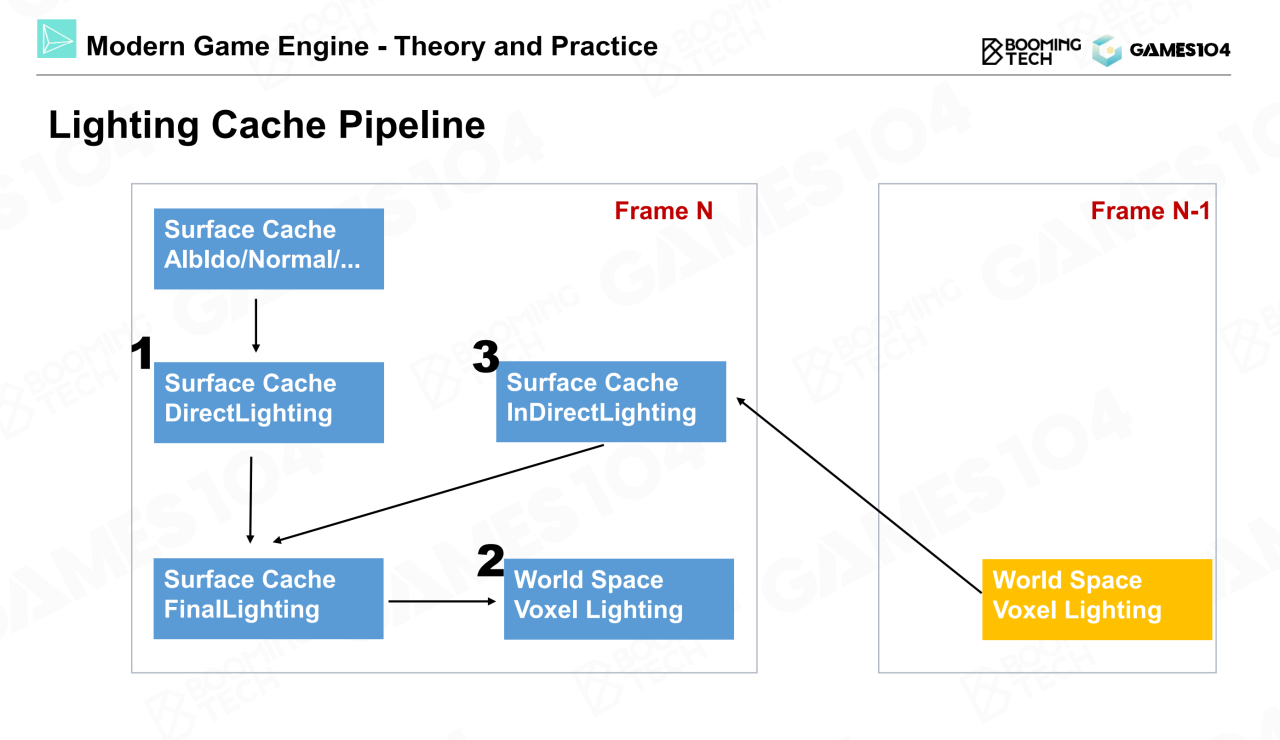 Modern Game Engine - Theory and Practice
BOOMING
TECH
GAMES104
Lighting Cache Pipeline
Frame N
Frame N-1
Surface Cache
Albldo/Normal/...
1
Surface Cache
DirectLighting
3
Surface Cache
InDirectLighting
Surface Cache
FinalLighting
2
World Space
Voxel Lighting
World Space
Voxel Lighting